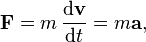 F = m dv/dt = ma,